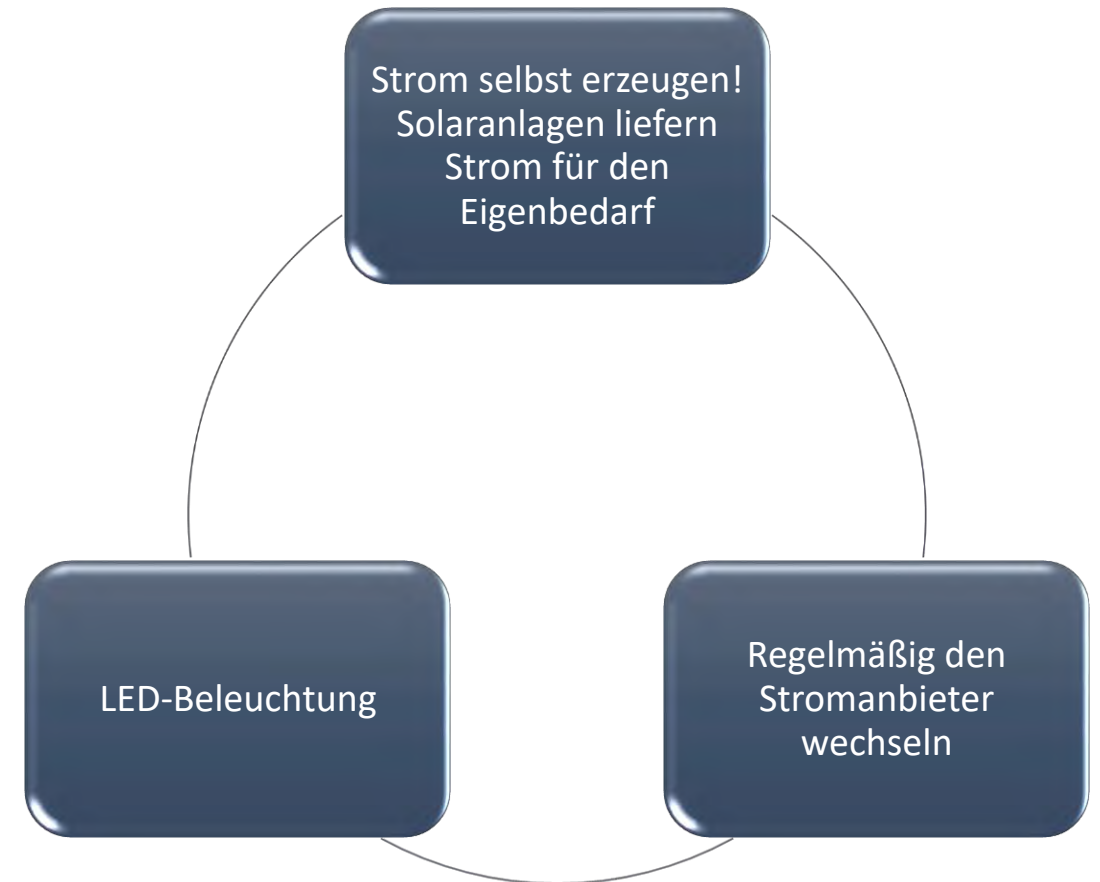 Strom selbst erzeugen!
Solaranlagen liefern
Strom für den
Eigenbedarf
LED-Beleuchtung
Regelmäßig den
Stromanbieter
wechseln